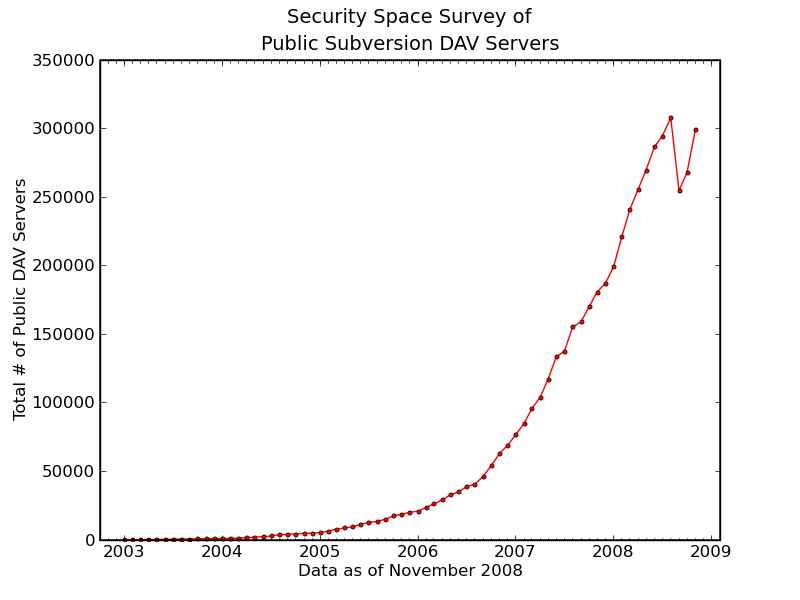 Security Space Survey of
Public Subversion DAV Servers
350000
300000
250000
200000
150000
100000
50000
0
Total # of Public DAV Servers
2003 2004 2005 2006 2007 2008 2009
Data as of November 2008